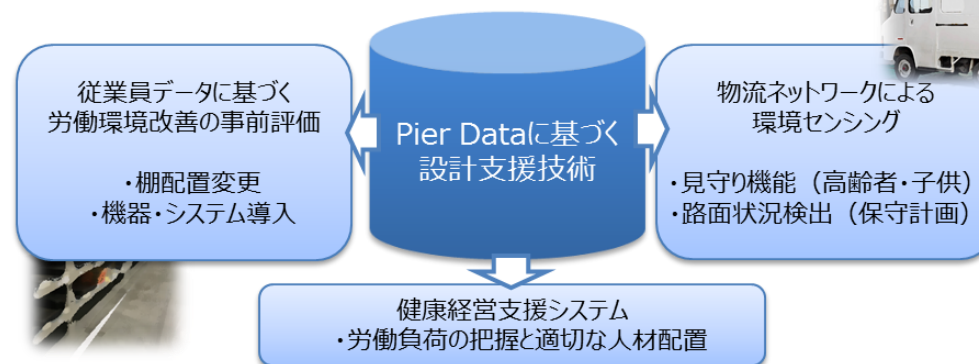 従業員データに基づく
労働環境改善の事前評価
・棚配置変更
・機器・システム導入
Pier Dataに基づく
設計支援技術
物流ネットワークによる
環境センシング
・見守り機能（高齢者・子供）
・路面状況検出（保守計画）
健康経営支援システム
・労働負荷の把握と適切な人材配置